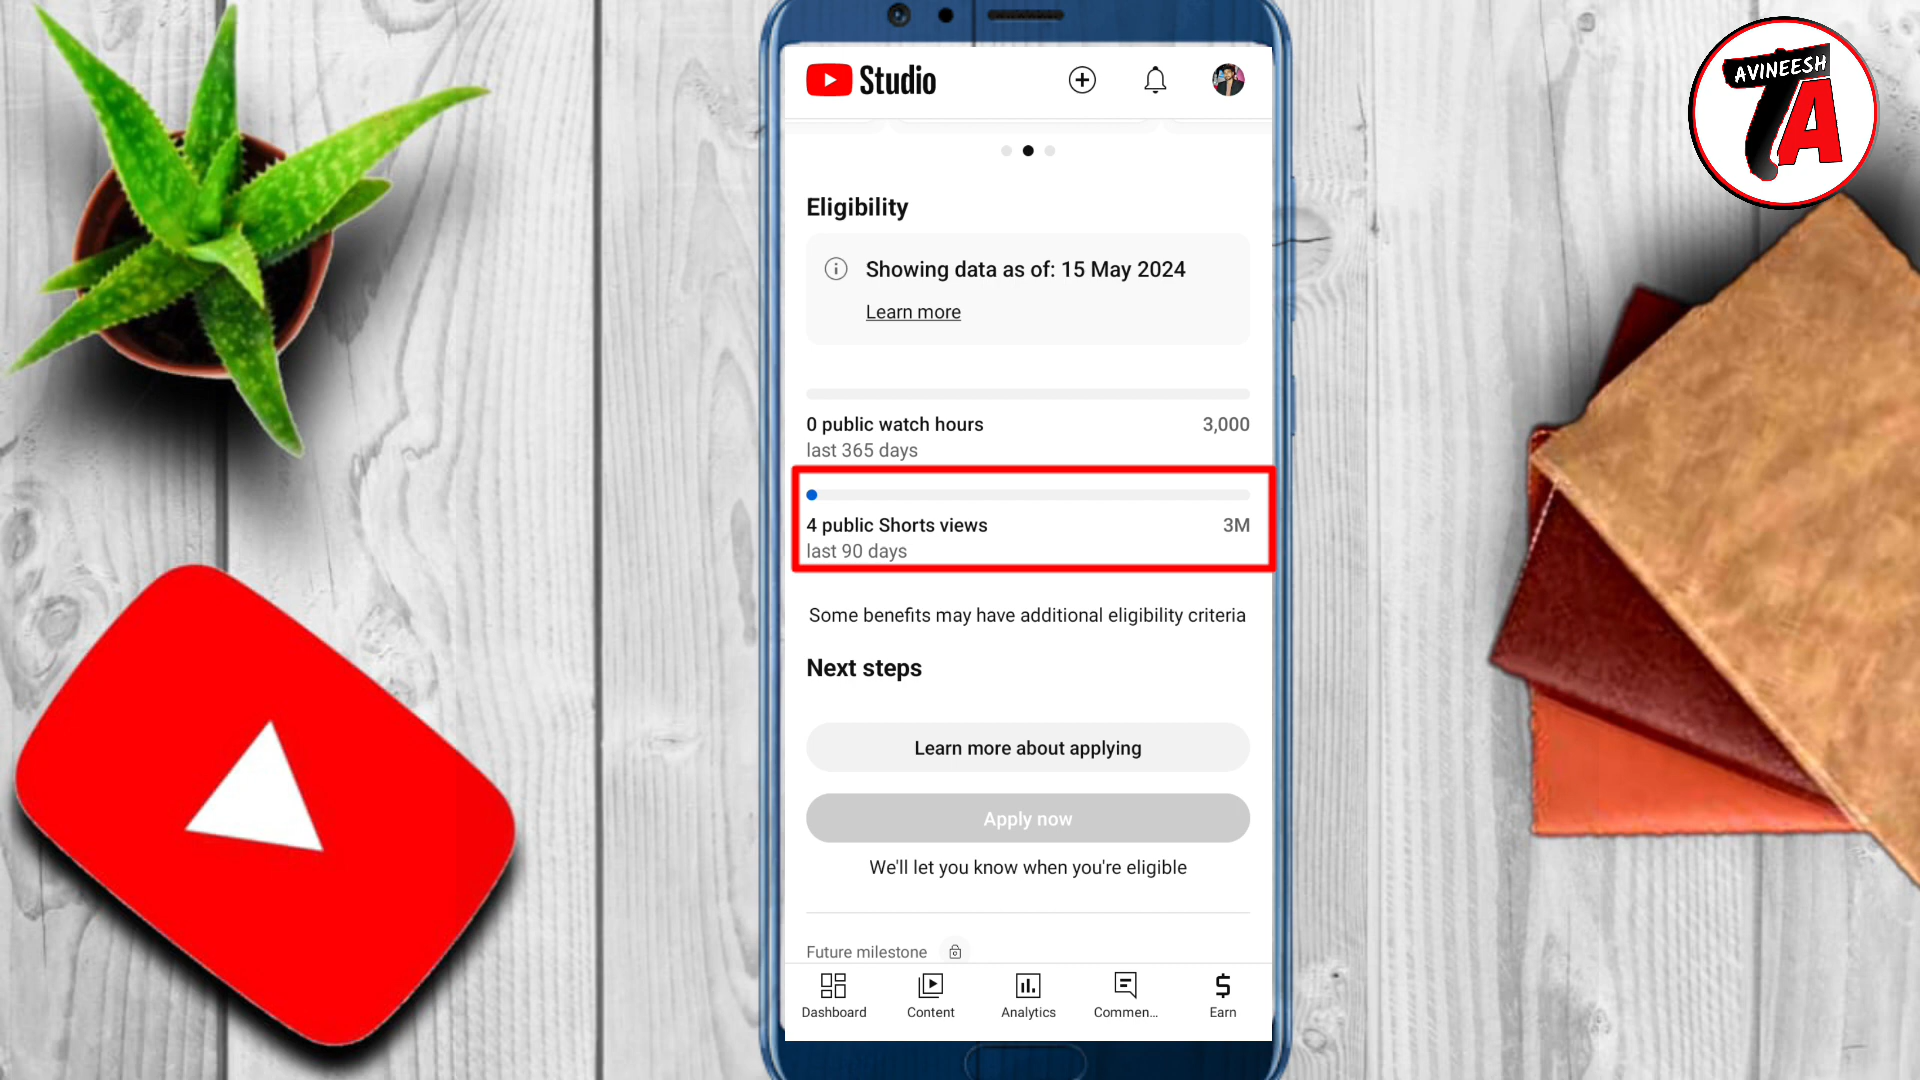 Studio
AVINEESH
TA
Eligibility
Showing data as of: 15 May 2024
Learn more
0 public watch hours 3,000
last 365 days
4 public Shorts views 3M
last 90 days
Some benefits may have additional eligibility criteria
Next steps
Learn more about applying
Apply now
We'll let you know when you're eligible
Future milestone
Dashboard Content Analytics Commen... Earn